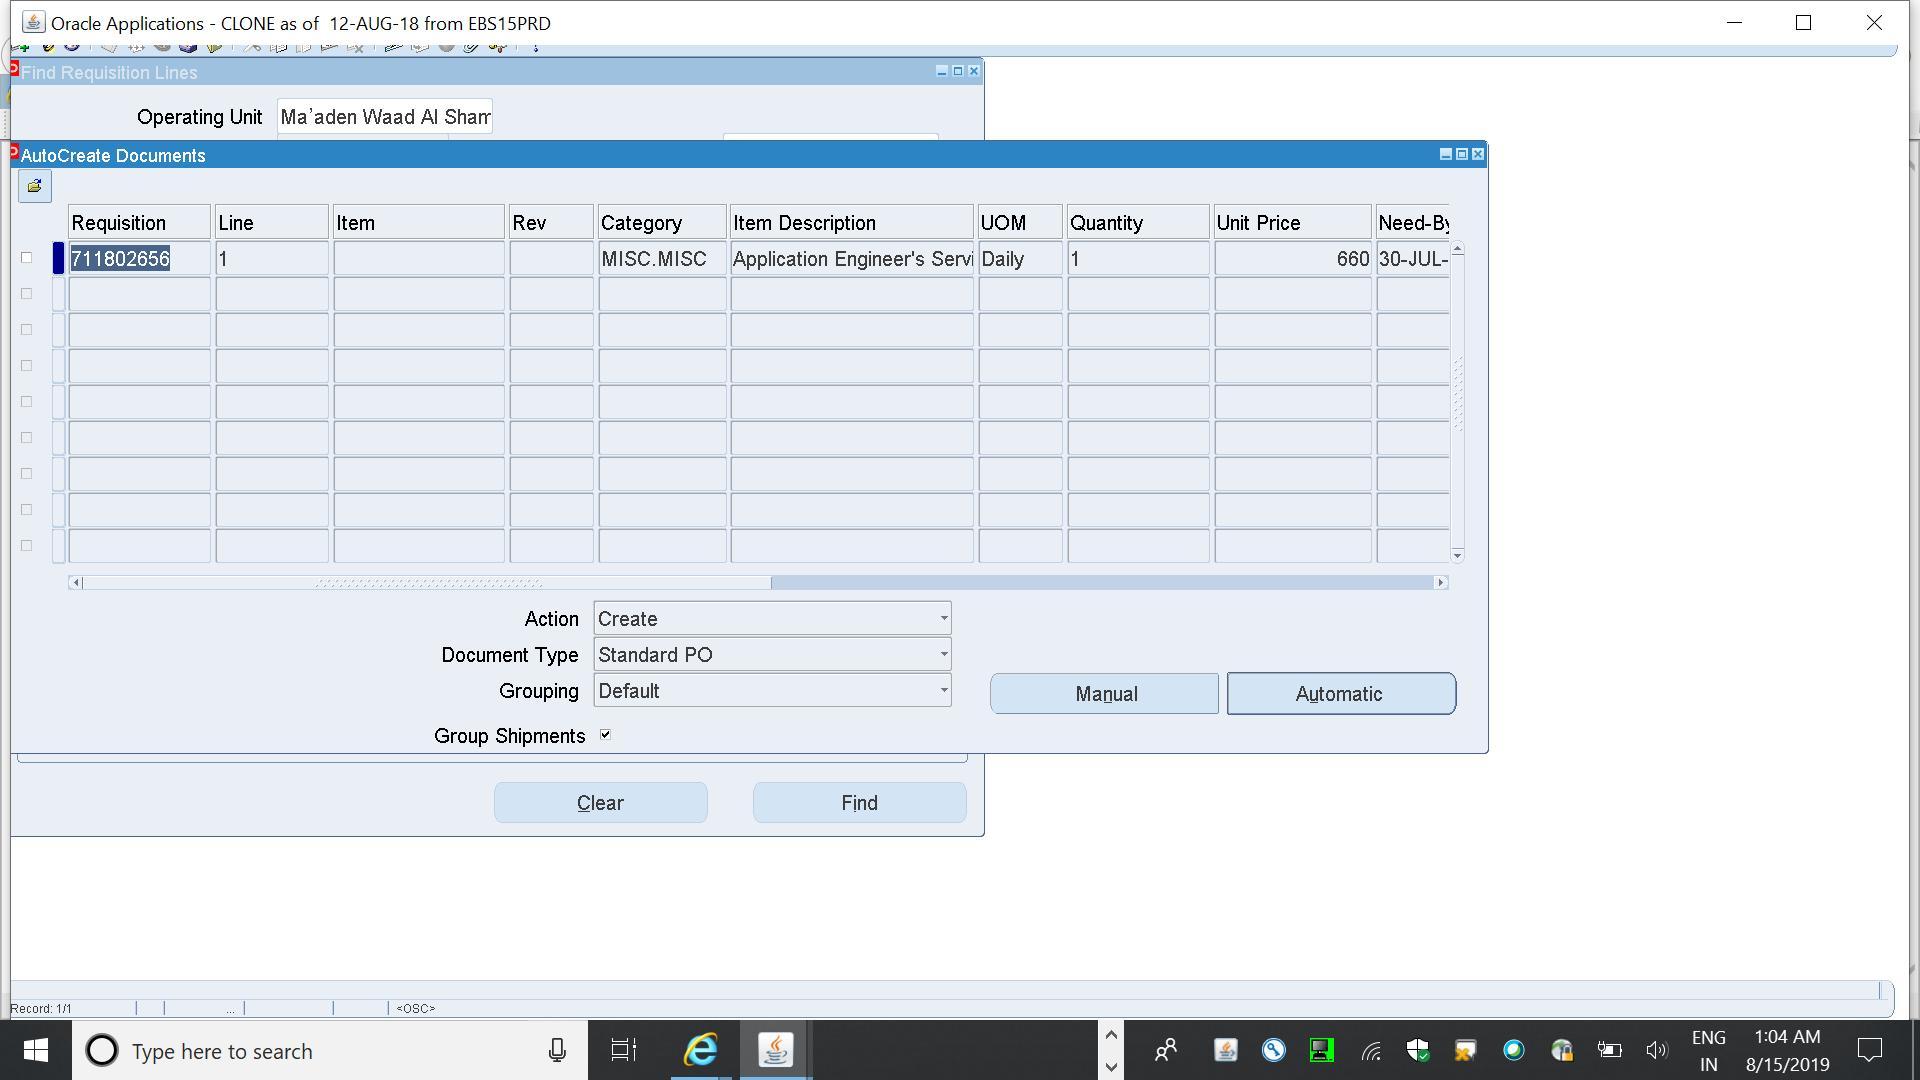 Oracle Applications - CLONE as of 12-AUG-18 from EBS15PRD
Find Requisition Lines
Operating Unit Ma'aden Waad Al Sham
AutoCreate Documents
Requisition Line Item Rev Category Item Description UOM Quantity Unit Price Need-By
711802656 1 MISC.MISC Application Engineer's Servi Daily 1 660 30-JUL-
Action Create
Document Type Standard PO
Grouping Default
Manual Automatic
Group Shipments
Clear Find
Record: 1/1 ... <OSC>
Type here to search
ENG 1:04 AM
IN 8/15/2019